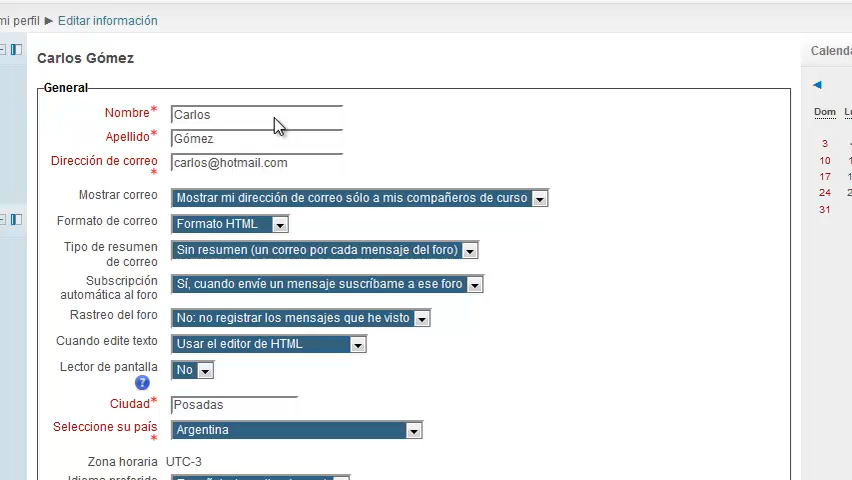 mi perfil ► Editar información
Carlos Gómez
Calend
General
Nombre*
Carlos
Apellido*
Gómez
Dirección de correo
*
carlos@hotmail.com
Mostrar correo
Mostrar mi dirección de correo sólo a mis compañeros de curso
Formato de correo
Formato HTML
Tipo de resumen
de correo
Sin resumen (un correo por cada mensaje del foro)
Subscripción
automática al foro
Sí, cuando envíe un mensaje suscríbame a ese foro
Rastreo del foro
No: no registrar los mensajes que he visto
Cuando edite texto
Usar el editor de HTML
Lector de pantalla
?
No
Ciudad*
Posadas
Seleccione su país
*
Argentina
Zona horaria
UTC-3
Idioma preferido
Dom
3
10
17
24
31